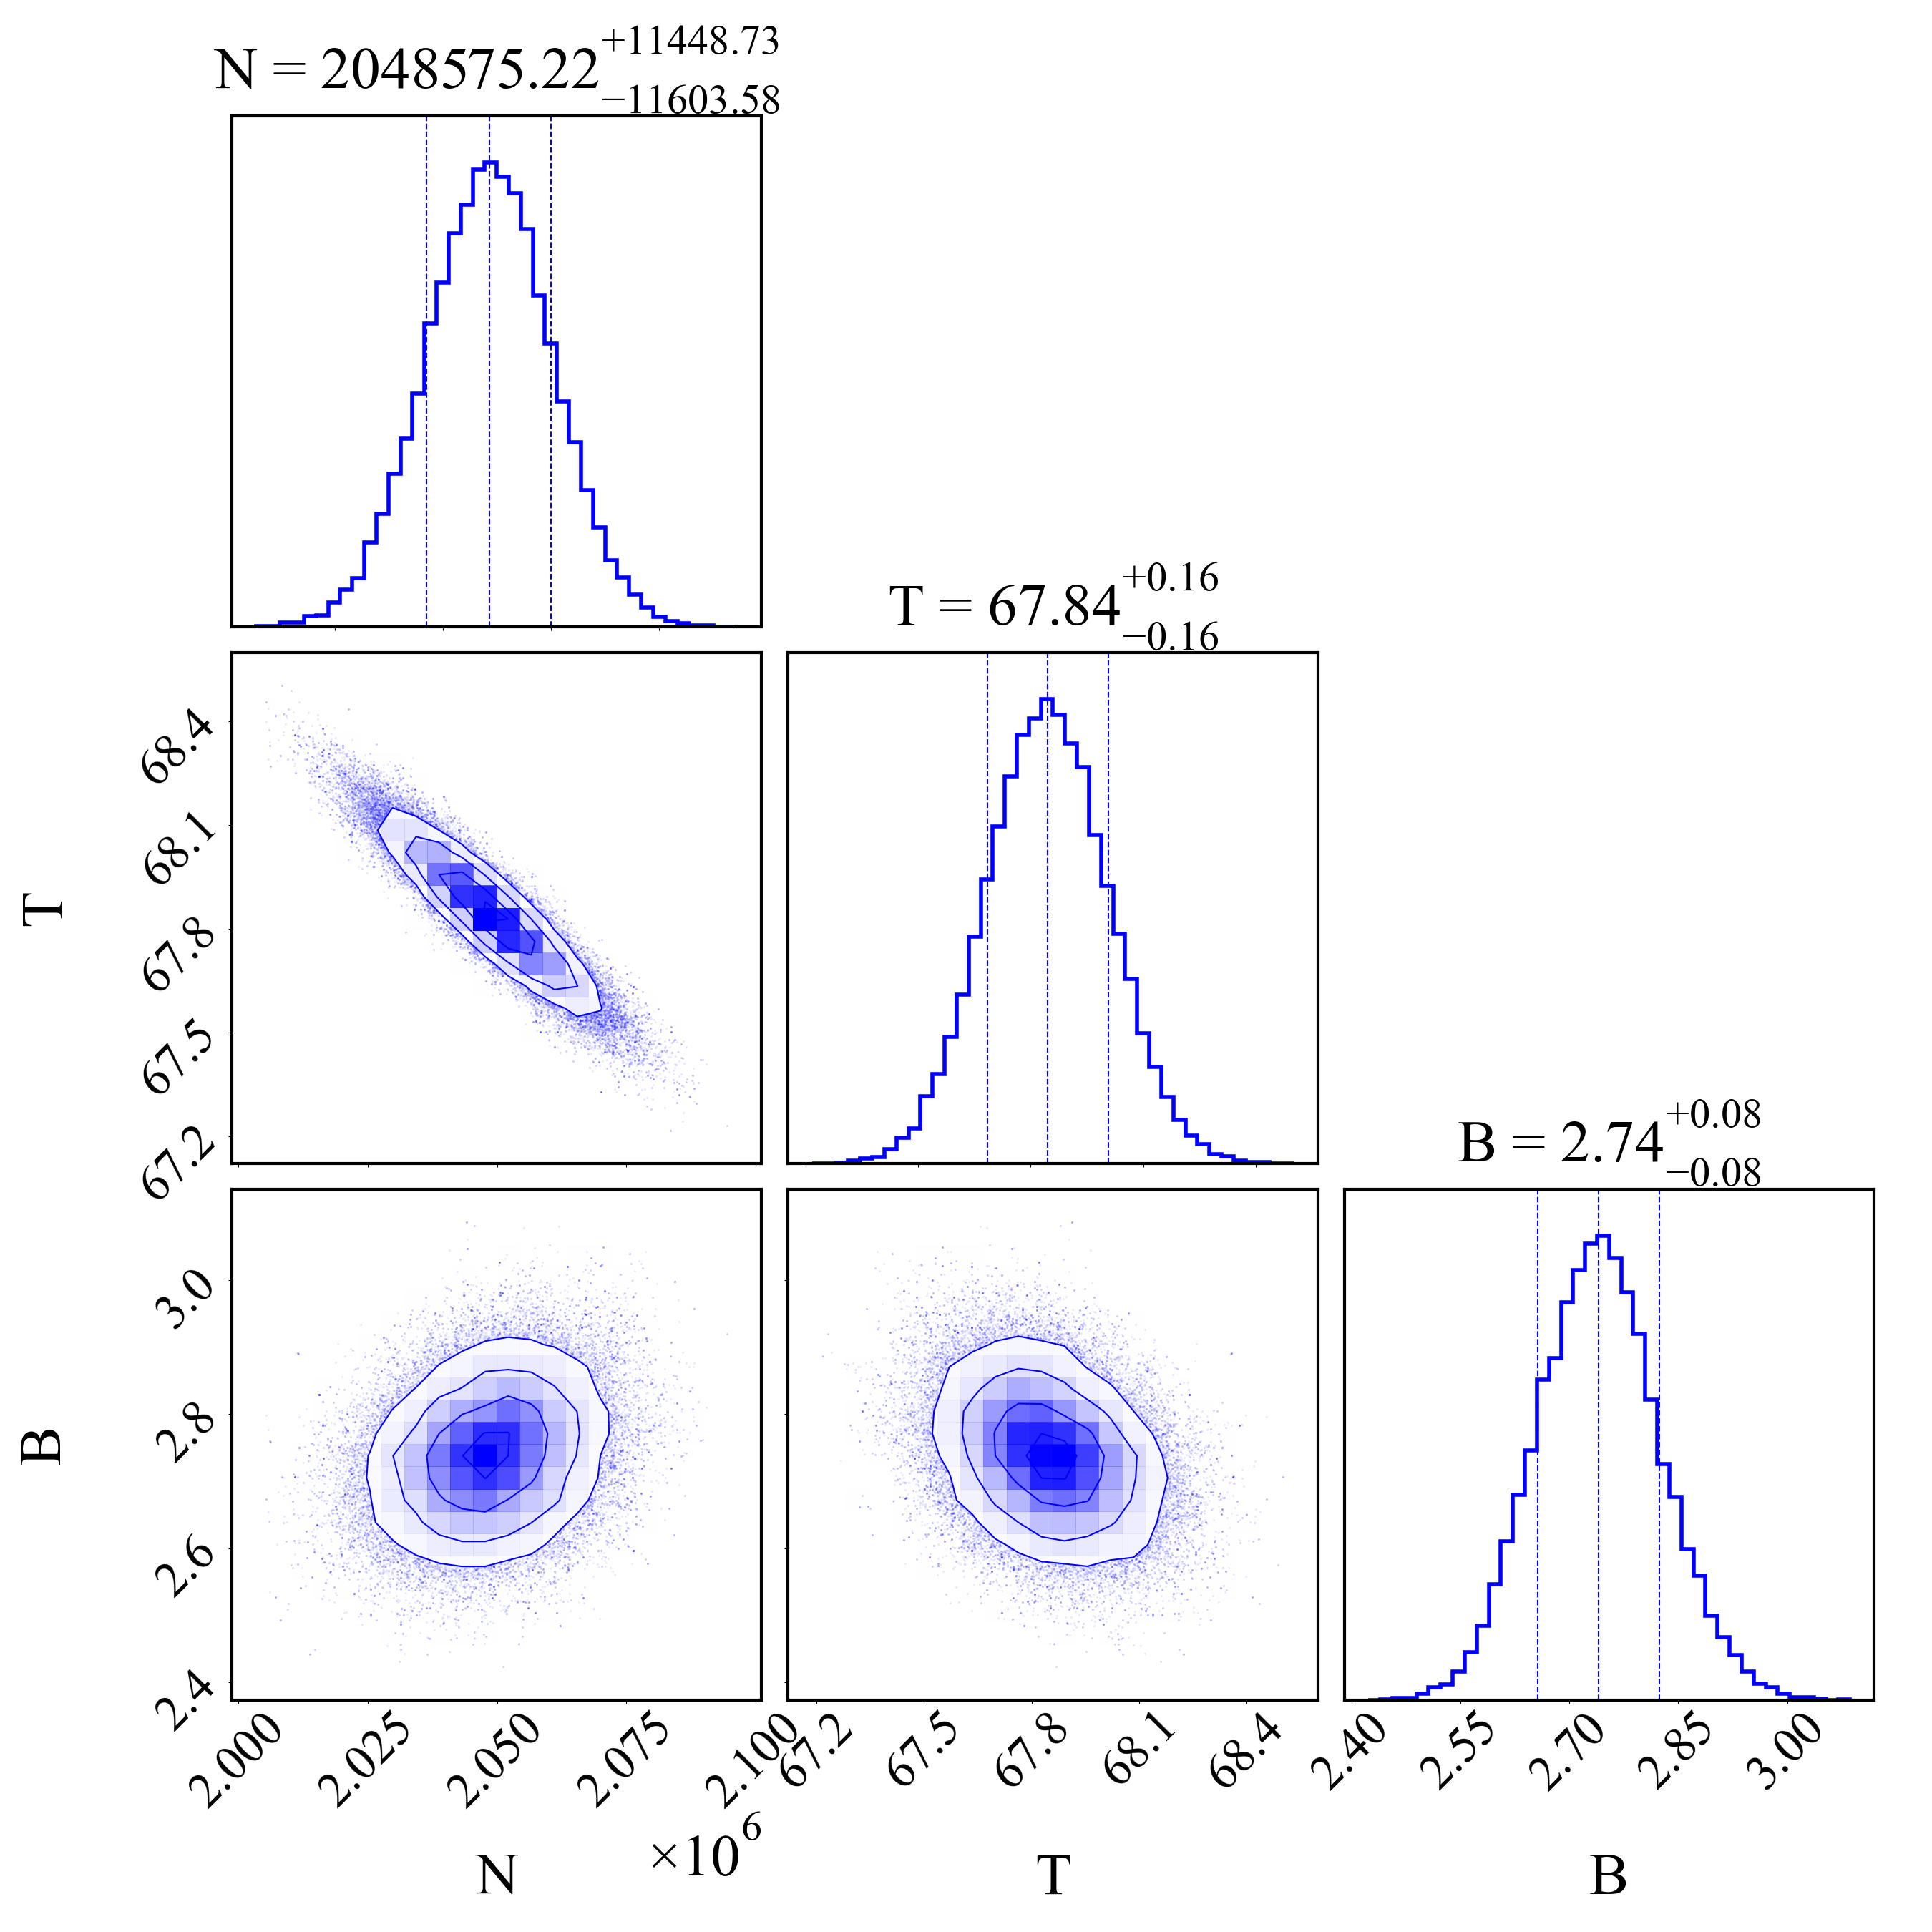 N = 2048575.22+11448.73
−11603.58
T = 67.84+0.16
−0.16
B = 2.74+0.08
−0.08
T
68.4
68.1
67.8
67.5
67.2
B
3.0
2.8
2.6
2.4
2.000 2.025 2.050 2.075 2.100
67.2 67.5 67.8 68.1 68.4
2.40 2.55 2.70 2.85 3.00
×10⁶
N T B